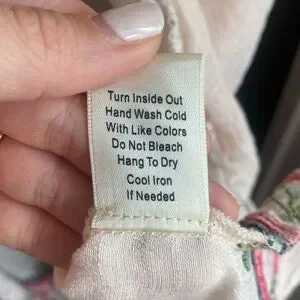 Turn Inside Out
Hand Wash Cold
With Like Colors
Do Not Bleach
Hang To Dry
Cool Iron
If Needed